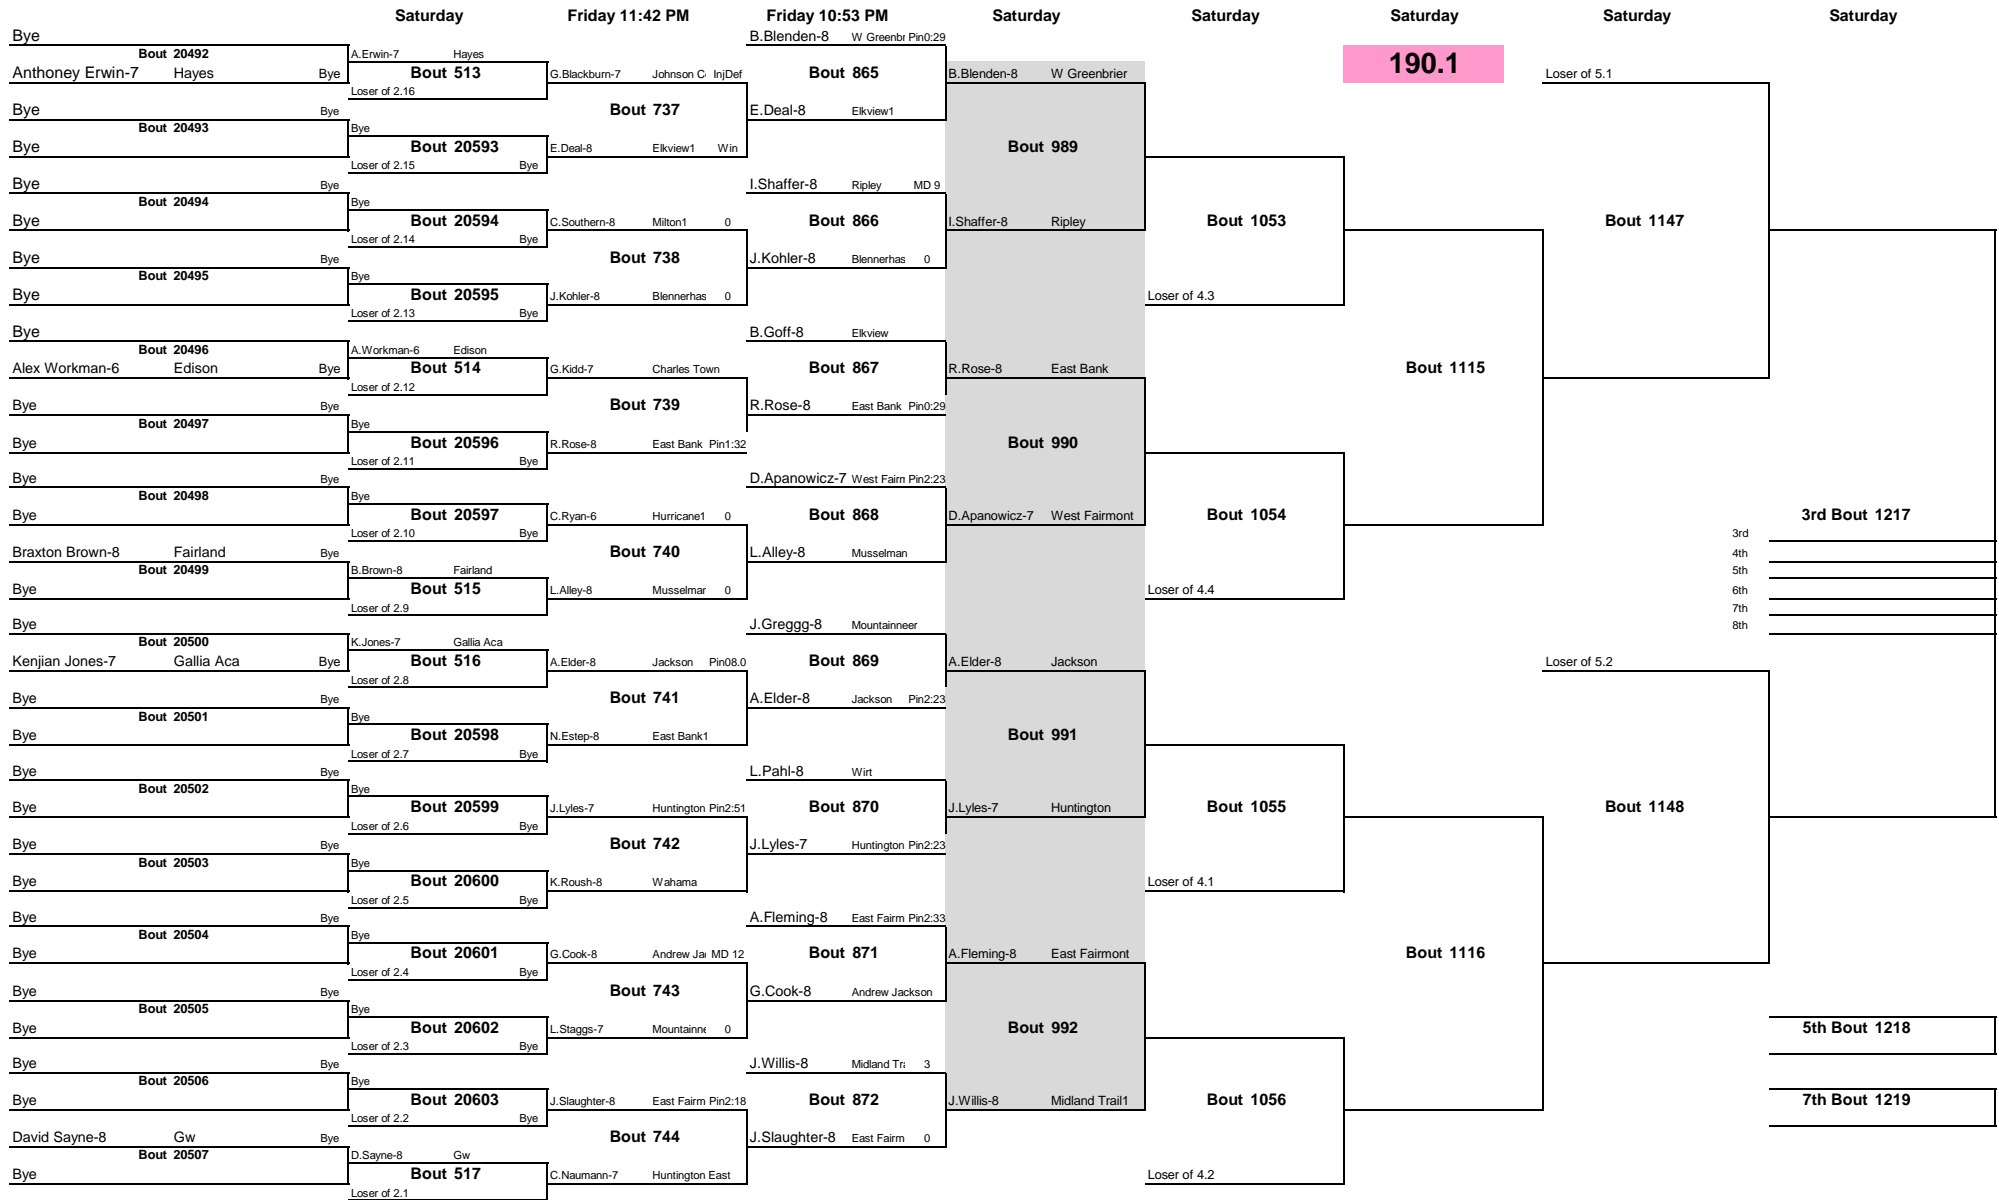 Saturday Friday 11:42 PM Friday 10:53 PM Saturday Saturday Saturday Saturday Saturday
Bye B.Blenden-8 W Greenbr Pin0:29
Bout 20492 A.Erwin-7 Hayes
Anthoney Erwin-7 Hayes Bye Bout 513 G.Blackburn-7 Johnson C InjDef Bout 865 B.Blenden-8 W Greenbrier 190.1 Loser of 5.1
Loser of 2.16
Bye Bye Bout 737 E.Deal-8 Elkview1
Bout 20493 Bye
Bye Bout 20593 E.Deal-8 Elkview1 Win Bout 989
Loser of 2.15 Bye
Bye Bye I.Shaffer-8 Ripley MD 9
Bout 20494 Bye
Bye Bout 20594 C.Southern-8 Milton1 0 Bout 866 I.Shaffer-8 Ripley Bout 1053 Bout 1147
Loser of 2.14 Bye
Bye Bye Bout 738 J.Kohler-8 Blennerhas 0
Bout 20495 Bye
Bye Bout 20595 J.Kohler-8 Blennerhas 0 Loser of 4.3
Loser of 2.13 Bye
Bye B.Goff-8 Elkview
Bout 20496 A.Workman-6 Edison
Alex Workman-6 Edison Bye Bout 514 G.Kidd-7 Charles Town Bout 867 R.Rose-8 East Bank Bout 1115
Loser of 2.12
Bye Bye Bout 739 R.Rose-8 East Bank Pin0:29
Bout 20497 Bye
Bye Bout 20596 R.Rose-8 East Bank Pin1:32 Bout 990
Loser of 2.11 Bye
Bye Bye D.Apanowicz-7 West Fairn Pin2:23
Bout 20498 Bye
Bye Bout 20597 C.Ryan-6 Hurricane1 0 Bout 868 D.Apanowicz-7 West Fairmont Bout 1054 3rd Bout 1217
Loser of 2.10 Bye 3rd
Braxton Brown-8 Fairland Bye Bout 740 L.Alley-8 Musselman 4th
Bout 20499 B.Brown-8 Fairland 5th
Bye Bout 515 L.Alley-8 Musselmar 0 Loser of 4.4 6th
Loser of 2.9 7th
Bye J.Greggg-8 Mountainneer 8th
Bout 20500 K.Jones-7 Gallia Aca
Kenjian Jones-7 Gallia Aca Bye Bout 516 A.Elder-8 Jackson Pin08.0 Bout 869 A.Elder-8 Jackson Loser of 5.2
Loser of 2.8
Bye Bye Bout 741 A.Elder-8 Jackson Pin2:23
Bout 20501 Bye
Bye Bout 20598 N.Estep-8 East Bank1 Bout 991
Loser of 2.7 Bye
Bye Bye L.Pahl-8 Wirt
Bout 20502 Bye
Bye Bout 20599 J.Lyles-7 Huntington Pin2:51 Bout 870 J.Lyles-7 Huntington Bout 1055 Bout 1148
Loser of 2.6 Bye
Bye Bye Bout 742 J.Lyles-7 Huntington Pin2:23
Bout 20503 Bye
Bye Bout 20600 K.Roush-8 Wahama Loser of 4.1
Loser of 2.5 Bye
Bye Bye A.Fleming-8 East Fairm Pin2:33
Bout 20504 Bye
Bye Bout 20601 G.Cook-8 Andrew Ja MD 12 Bout 871 A.Fleming-8 East Fairmont Bout 1116
Loser of 2.4 Bye
Bye Bye Bout 743 G.Cook-8 Andrew Jackson
Bout 20505 Bye
Bye Bout 20602 L.Staggs-7 Mountainne 0 Bout 992 5th Bout 1218
Loser of 2.3 Bye
Bye Bye J.Willis-8 Midland Tra 3
Bout 20506 Bye
Bye Bout 20603 J.Slaughter-8 East Fairm Pin2:18 Bout 872 J.Willis-8 Midland Trail1 Bout 1056 7th Bout 1219
Loser of 2.2 Bye
David Sayne-8 Gw Bye Bout 744 J.Slaughter-8 East Fairm 0
Bout 20507 D.Sayne-8 Gw
Bye Bout 517 C.Naumann-7 Huntington East Loser of 4.2
Loser of 2.1